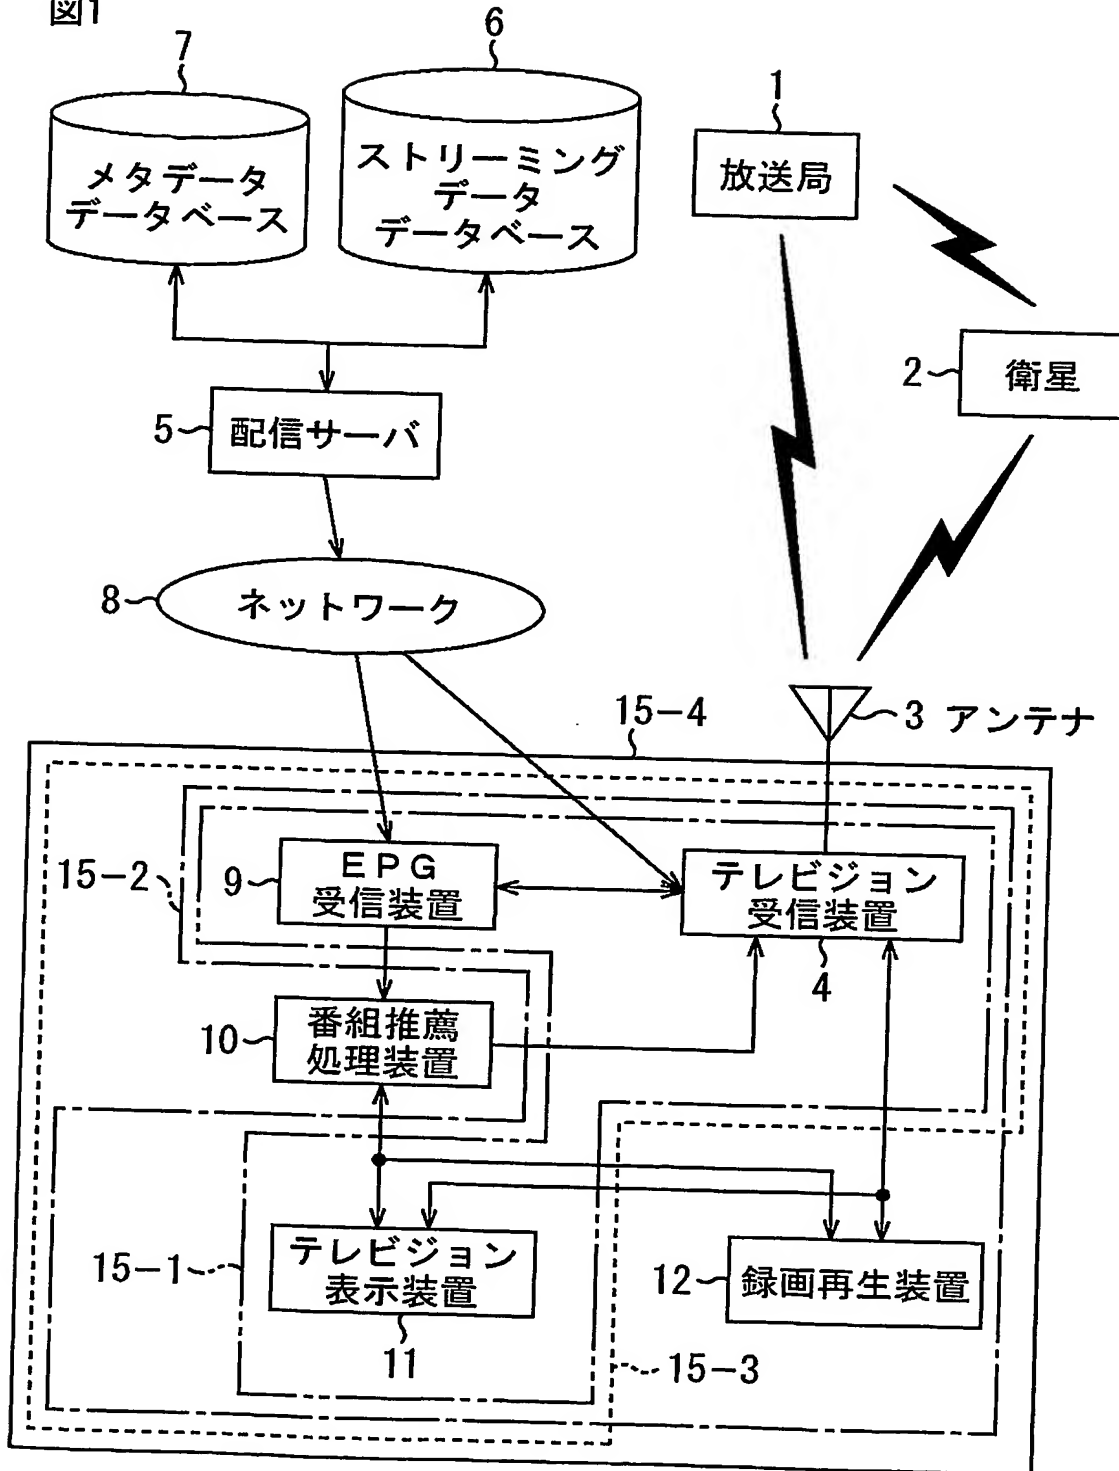 図1
7
6
1
メタデータ
データベース
ストリーミング
データ
データベース
放送局
2
衛星
5
配信サーバ
8
ネットワーク
15-4
3
アンテナ
15-2
9
EPG
受信装置
テレビジョン
受信装置
4
10
番組推薦
処理装置
15-1
テレビジョン
表示装置
11
12
録画再生装置
15-3